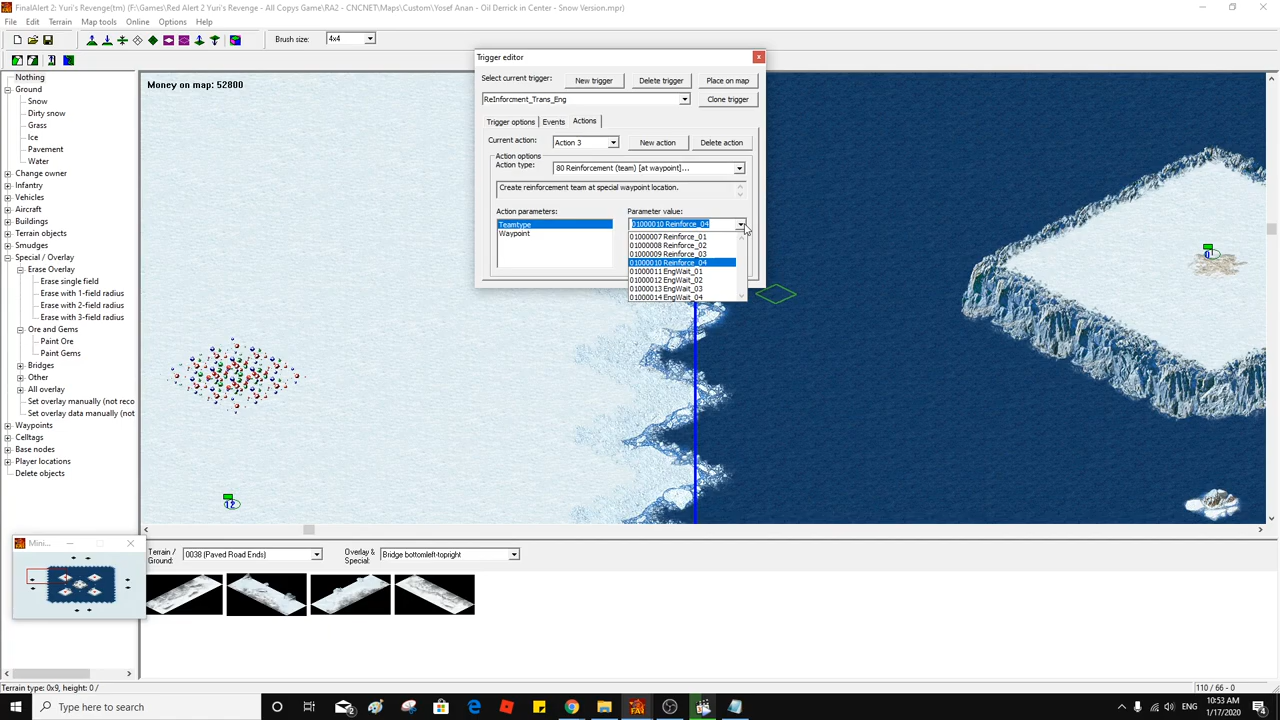 FinalAlert 2: Yuri's Revenge(tm) (F:\Games\Red Alert 2 Yuri's Revenge - All Copys Game\RA2 - CNCNET\Maps\Custom\Yosef Anan - Oil Derrick in Center - Snow Version.mpr)
File Edit Terrain Map tools Online Options Help
Brush size: 4x4
Nothing
Ground
Snow
Dirty snow
Grass
Ice
Pavement
Water
Change owner
Infantry
Vehicles
Aircraft
Buildings
Terrain objects
Smudges
Special / Overlay
Erase Overlay
Erase single field
Erase with 1-field radius
Erase with 2-field radius
Erase with 3-field radius
Ore and Gems
Paint Ore
Paint Gems
Bridges
Other
All overlay
Set overlay manually (not reco
Set overlay data manually (not
Waypoints
Celltags
Base nodes
Player locations
Delete objects
Money on map: 52800
Trigger editor
Select current trigger: New trigger Delete trigger Place on map
ReInforcment_Trans_Eng Clone trigger
Trigger options Events Actions
Current action: Action 3 New action Delete action
Action options
Action type: 80 Reinforcement (team) [at waypoint]...
Create reinforcement team at special waypoint location.
Action parameters: Parameter value:
Teamtype 01000010 Reinforce_04
Waypoint
01000007 Reinforce_01
01000008 Reinforce_02
01000009 Reinforce_03
01000010 Reinforce_04
01000011 EngWait_01
01000012 EngWait_02
01000013 EngWait_03
01000014 EngWait_04
0
12
Mini...
Terrain / Ground: 0038 (Paved Road Ends) Overlay & Special: Bridge bottomleft-topright
Terrain type: 0x9, height: 0 / 110 / 66 - 0
Type here to search
ENG
10:53 AM
1/17/2020